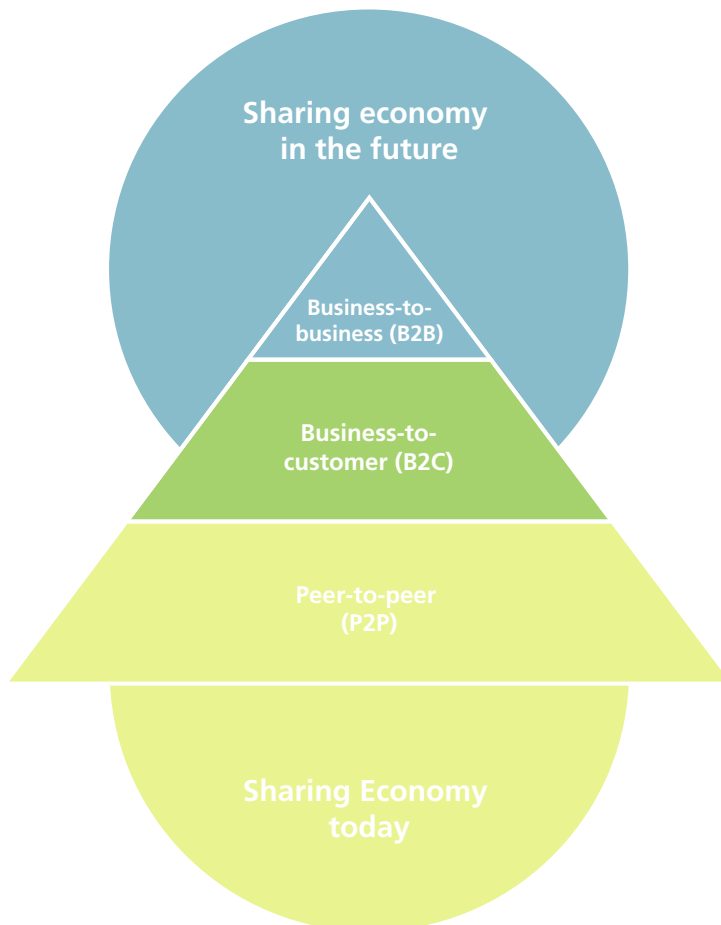 Sharing economy
in the future
Business-to-
business (B2B)
Business-to-
customer (B2C)
Peer-to-peer
(P2P)
Sharing Economy
today